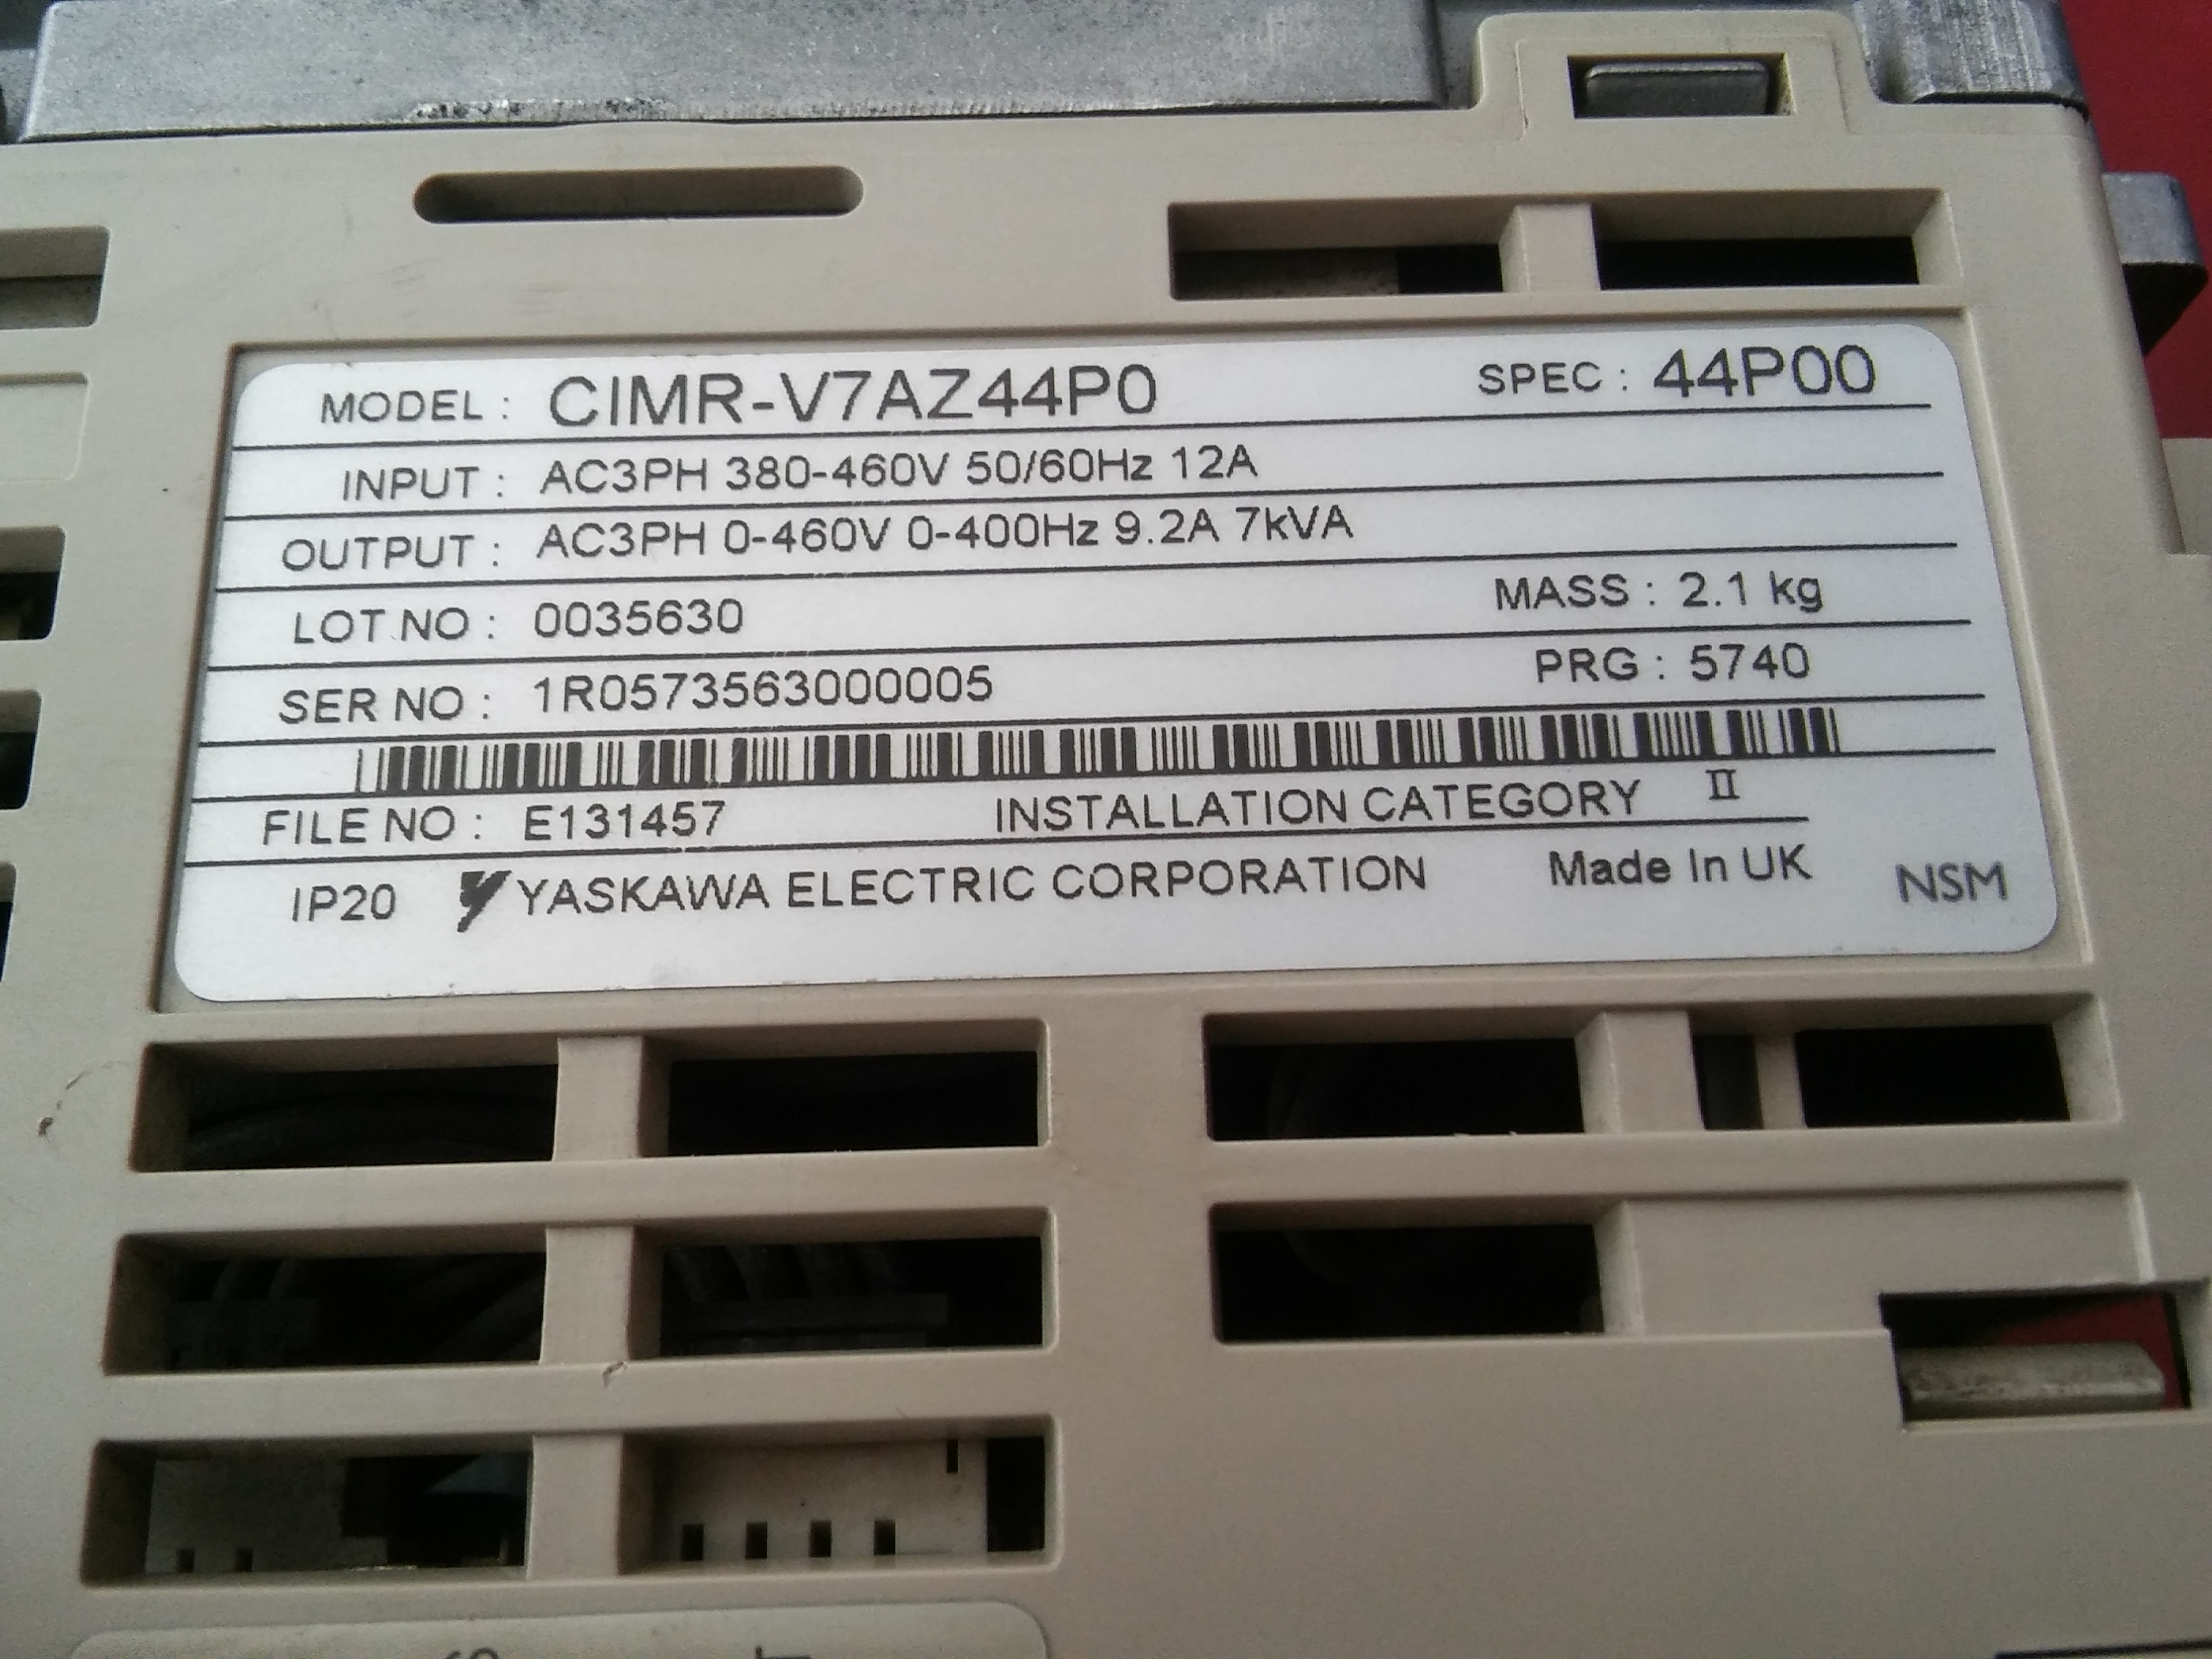 MODEL : CIMR-V7AZ44P0 SPEC : 44P00
INPUT : AC3PH 380-460V 50/60Hz 12A
OUTPUT : AC3PH 0-460V 0-400Hz 9.2A 7kVA
LOT NO : 0035630 MASS : 2.1 kg
SER NO : 1R0573563000005 PRG : 5740
FILE NO : E131457 INSTALLATION CATEGORY II
IP20 YASKAWA ELECTRIC CORPORATION Made In UK NSM